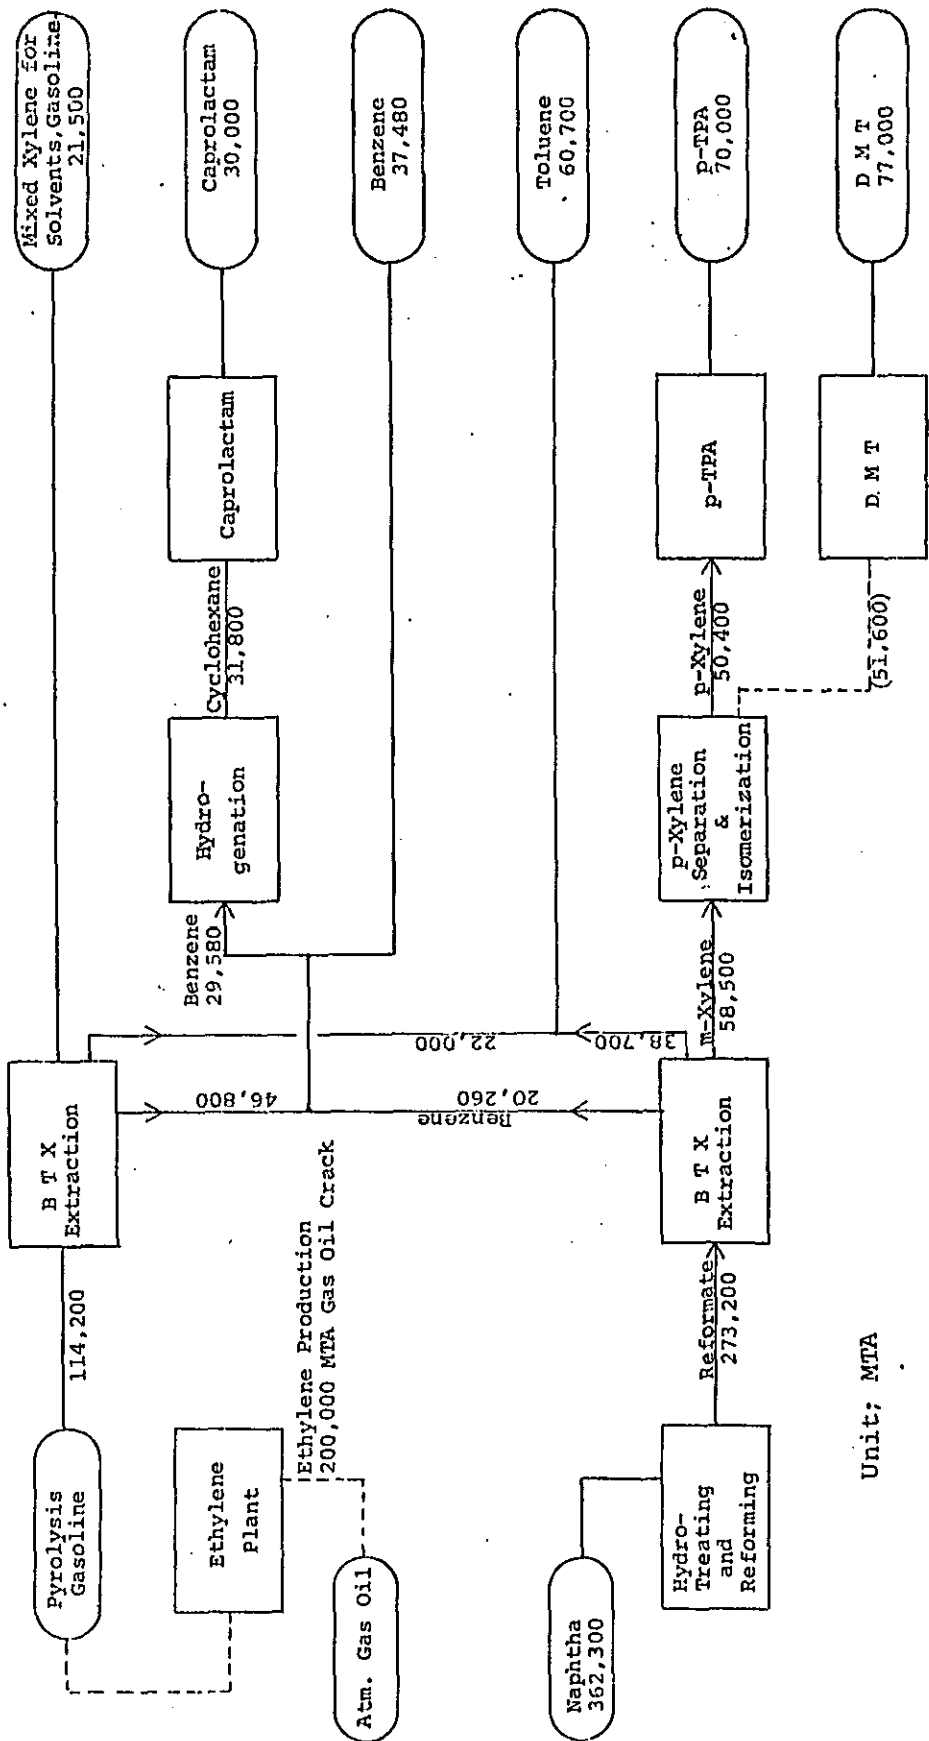 Pyrolysis
Gasoline
114,200
B T X
Extraction
Mixed Xylene for
Solvents,Gasoline
21,500
Ethylene
Plant
Ethylene Production
200,000 MTA Gas Oil Crack
Atm. Gas Oil
46,800
Benzene
20,260
22,000
38,700
Benzene
29,580
Hydro-
genation
Cyclohexane
31,800
Caprolactam
Caprolactam
30,000
Benzene
37,480
Toluene
60,700
Naphtha
362,300
Hydro-
Treating
and
Reforming
Reformate
273,200
B T X
Extraction
m-Xylene
58,500
p-Xylene
Separation
&
Isomerization
p-Xylene
50,400
p-TPA
p-TPA
70,000
(51,600)
D M T
D M T
77,000
Unit; MTA